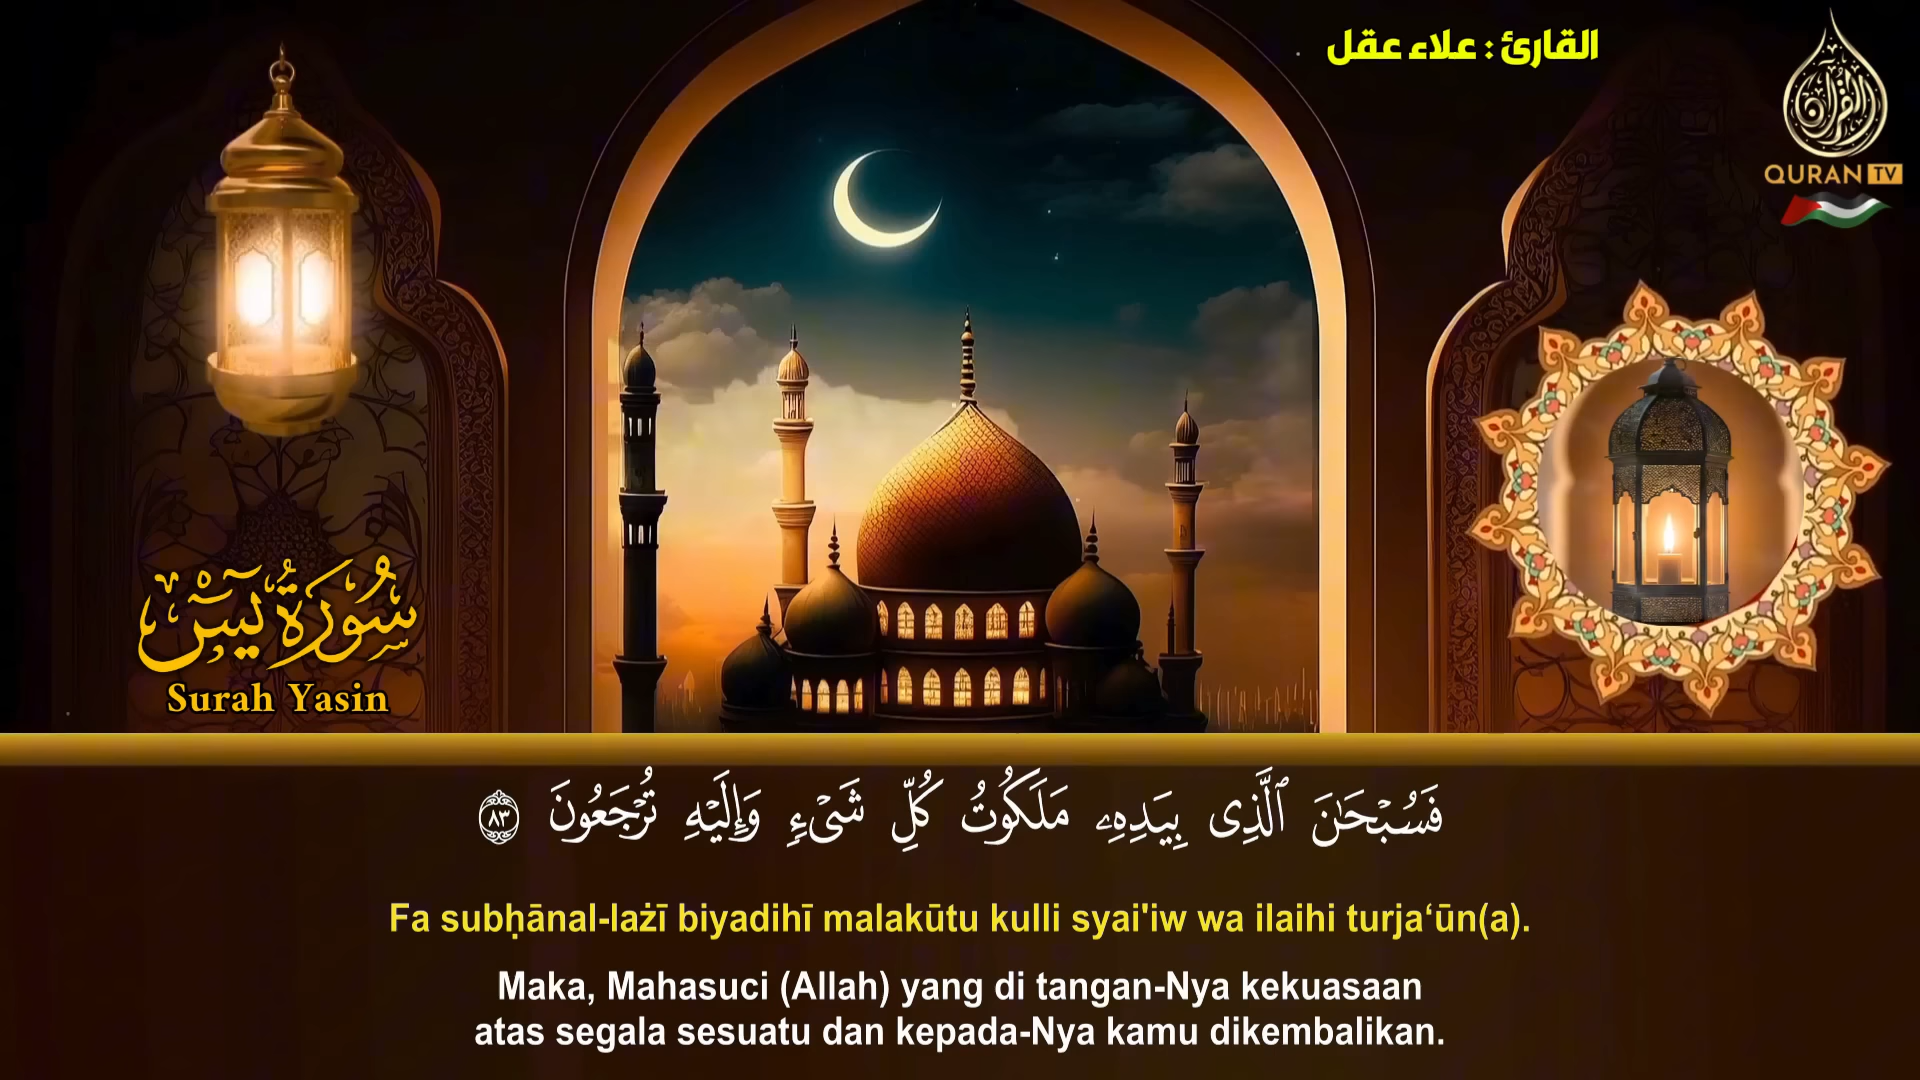 القارئ : علاء عقل
القرآن
QURAN TV
سُورَةُ يسٓ
Surah Yasin
فَسُبْحَٰنَ ٱلَّذِى بِيَدِهِۦ مَلَكُوتُ كُلِّ شَىْءٍ وَإِلَيْهِ تُرْجَعُونَ ٨٣
Fa subḥānal-lażī biyadihī malakūtu kulli syai'iw wa ilaihi turja‘ūn(a).
Maka, Mahasuci (Allah) yang di tangan-Nya kekuasaan
atas segala sesuatu dan kepada-Nya kamu dikembalikan.